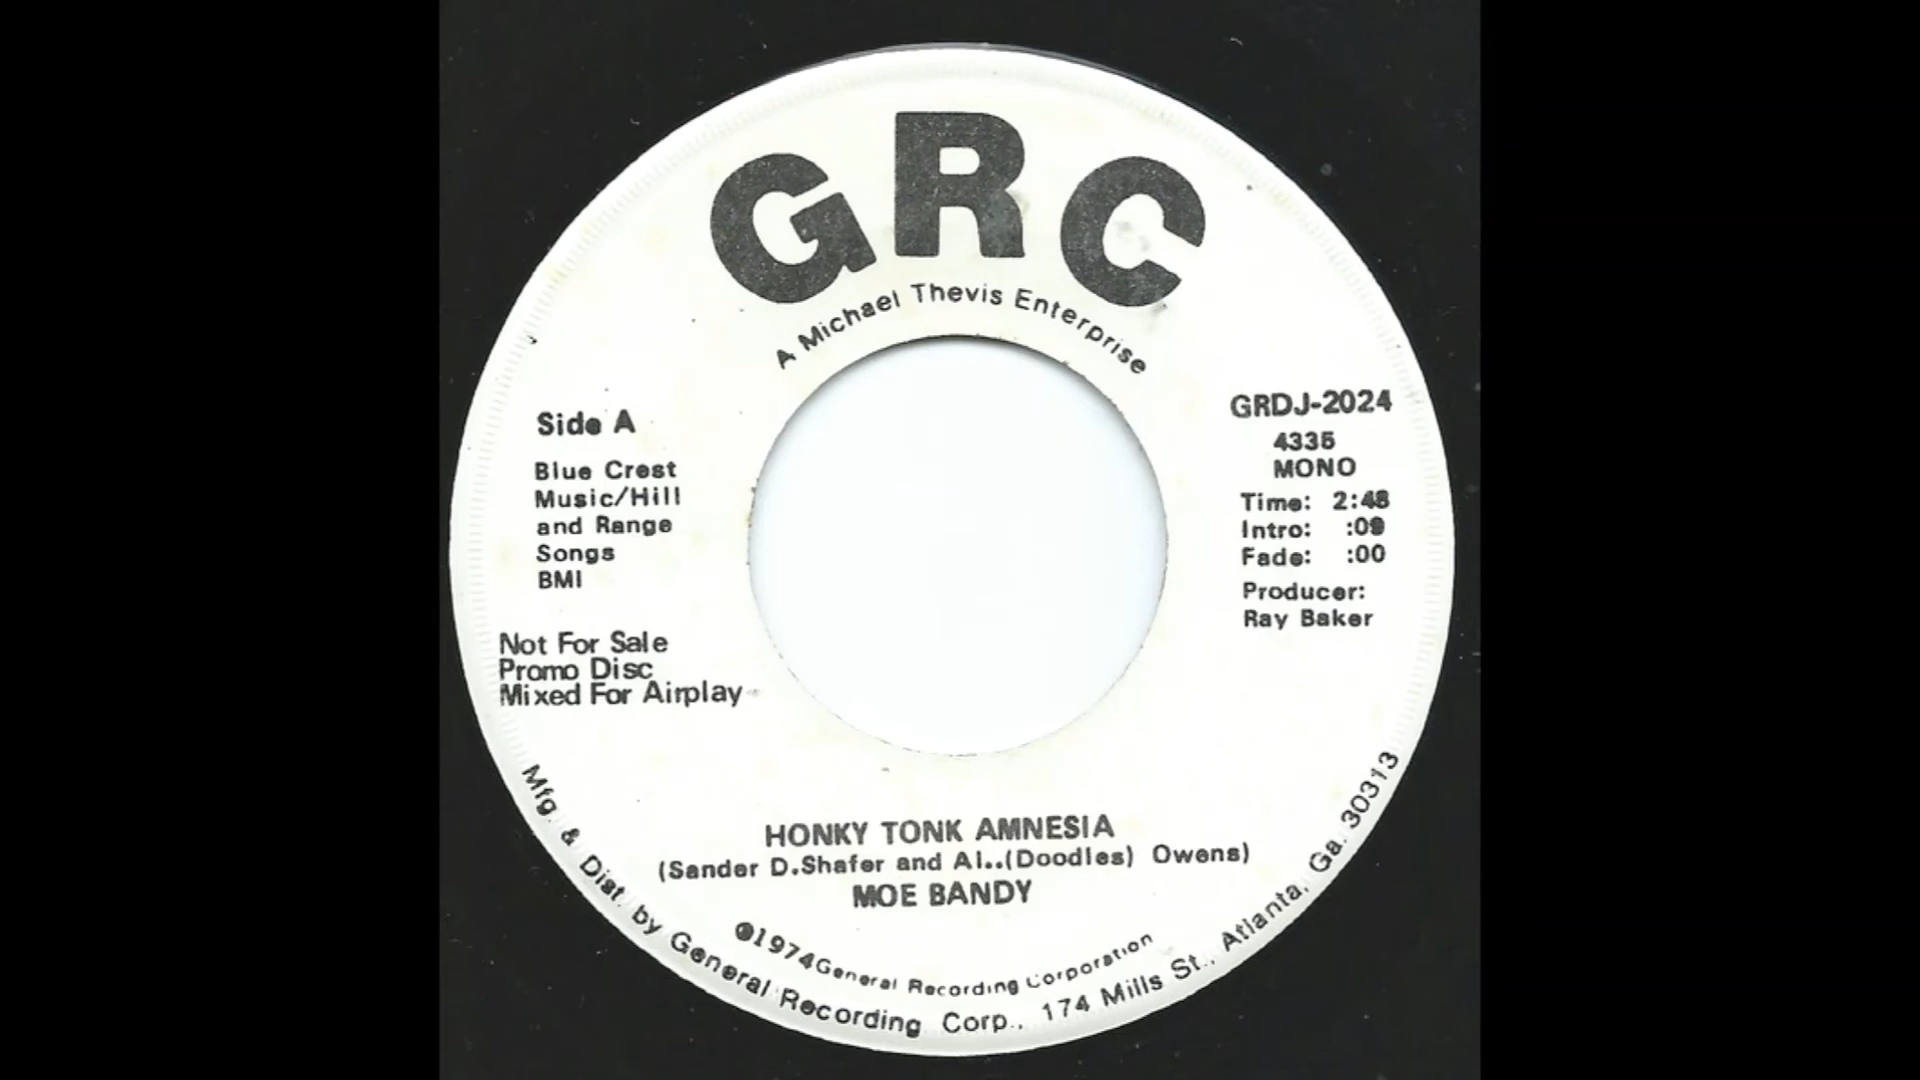 GRC
A Michael Thevis Enterprise
Side A
Blue Crest
Music/Hill
and Range
Songs
BMI
Not For Sale
Promo Disc
Mixed For Airplay
GRDJ-2024
4335
MONO
Time: 2:48
Intro: :09
Fade: :00
Producer:
Ray Baker
HONKY TONK AMNESIA
(Sander D.Shafer and Al..(Doodles) Owens)
MOE BANDY
℗1974 General Recording Corporation
Mfg. & Dist. by General Recording Corp., 174 Mills St., Atlanta, Ga. 30313